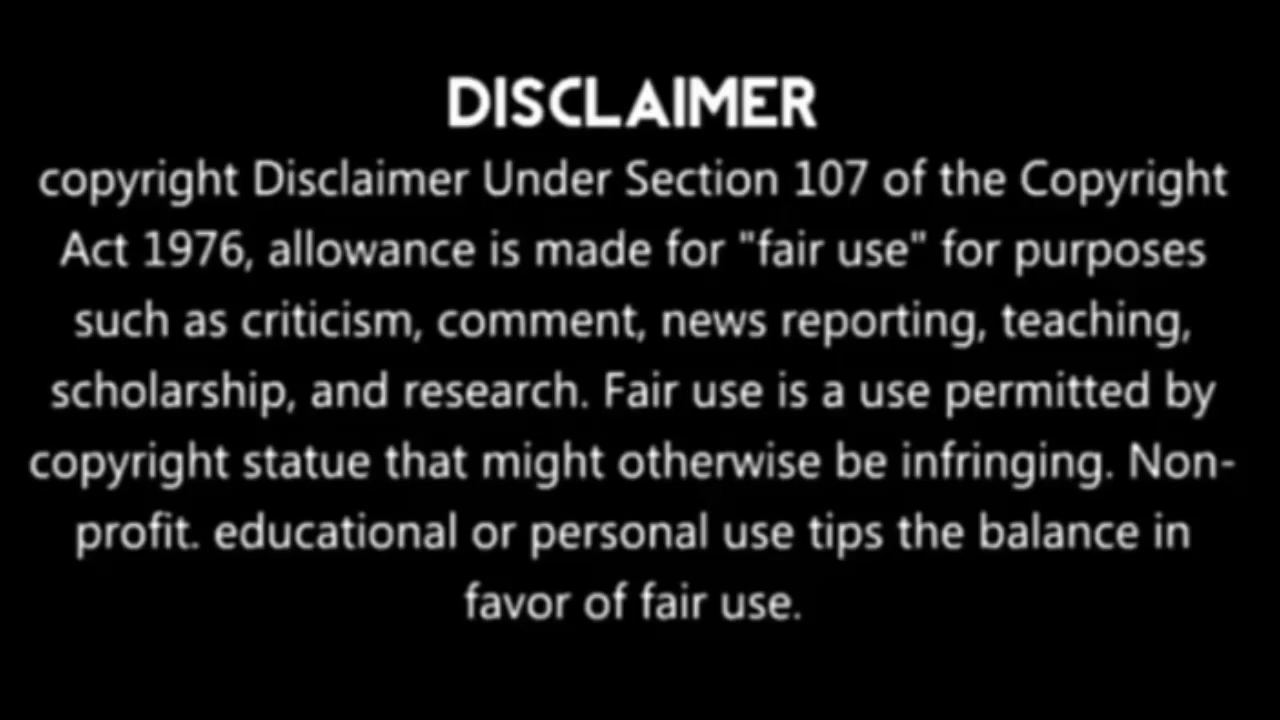 DISCLAIMER
copyright Disclaimer Under Section 107 of the Copyright
Act 1976, allowance is made for "fair use" for purposes
such as criticism, comment, news reporting, teaching,
scholarship, and research. Fair use is a use permitted by
copyright statue that might otherwise be infringing. Non-
profit. educational or personal use tips the balance in
favor of fair use.